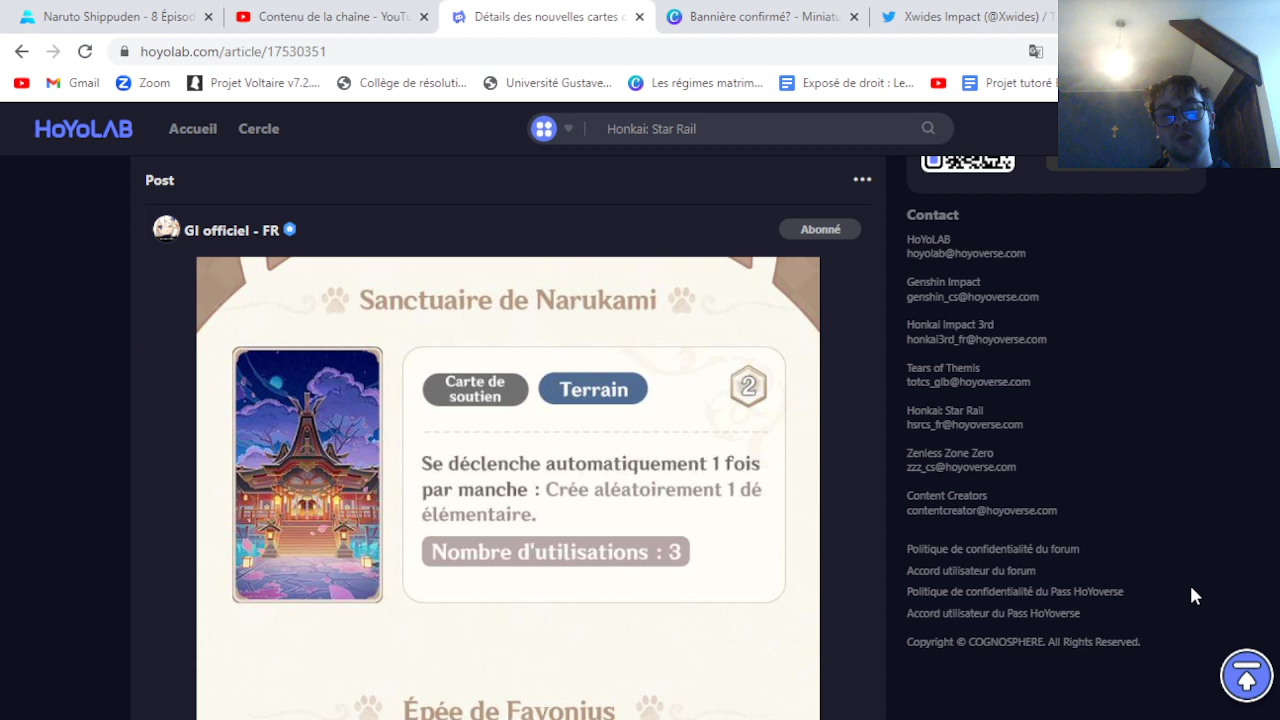 Naruto Shippuden - 8 Épisod
Contenu de la chaîne - YouTu
Détails des nouvelles cartes d
Bannière confirmé? - Miniatu
Xwides Impact (@Xwides) / T
hoyolab.com/article/17530351
Gmail
Zoom
Projet Voltaire v7.2....
Collège de résoluti...
Université Gustave...
Les régimes matrim...
Exposé de droit : Le...
Projet tutoré E
HoYoLAB
Accueil
Cercle
Honkai: Star Rail
Post
GI officiel - FR
Abonné
Sanctuaire de Narukami
Carte de
soutien
Terrain
2
Se déclenche automatiquement 1 fois
par manche : Crée aléatoirement 1 dé
élémentaire.
Nombre d'utilisations : 3
Épée de Favonius
Contact
HoYoLAB
hoyolab@hoyoverse.com
Genshin Impact
genshin_cs@hoyoverse.com
Honkai Impact 3rd
honkai3rd_fr@hoyoverse.com
Tears of Themis
totcs_glb@hoyoverse.com
Honkai: Star Rail
hsrcs_fr@hoyoverse.com
Zenless Zone Zero
zzz_cs@hoyoverse.com
Content Creators
contentcreator@hoyoverse.com
Politique de confidentialité du forum
Accord utilisateur du forum
Politique de confidentialité du Pass HoYoverse
Accord utilisateur du Pass HoYoverse
Copyright © COGNOSPHERE. All Rights Reserved.